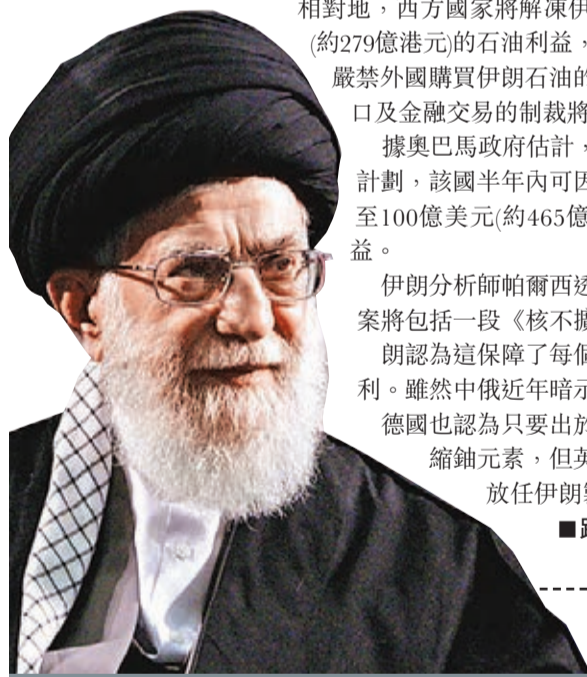 相對地，西方國家將解凍伊
(約279億港元)的石油利益，
嚴禁外國購買伊朗石油的
口及金融交易的制裁將
據奧巴馬政府估計，
計劃，該國半年內可因
至100億美元(約465億
益。
伊朗分析師帕爾西透
案將包括一段《核不擴
朗認為這保障了每個
利。雖然中俄近年暗示
德國也認為只要出於
縮鈾元素，但英
放任伊朗
■路